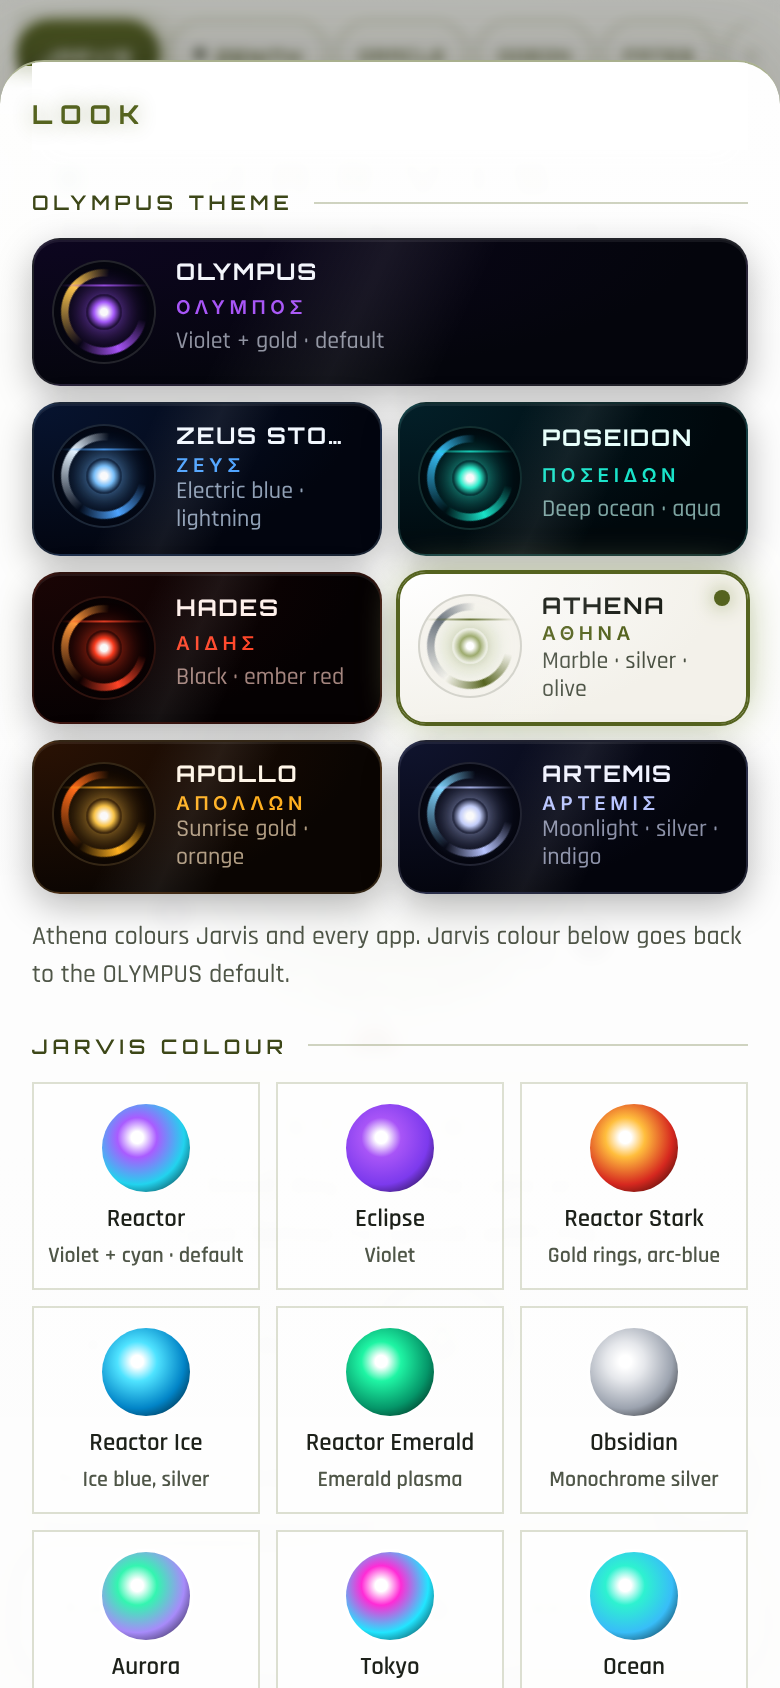 LOOK
OLYMPUS THEME
OLYMPUS
ΟΛΥΜΠΟΣ
Violet + gold · default
ZEUS STO...
ΖΕΥΣ
Electric blue ·
lightning
POSEIDON
ΠΟΣΕΙΔΩΝ
Deep ocean · aqua
HADES
ΑΙΔΗΣ
Black · ember red
ATHENA
ΑΘΗΝΑ
Marble · silver ·
olive
APOLLO
ΑΠΟΛΛΩΝ
Sunrise gold ·
orange
ARTEMIS
ΑΡΤΕΜΙΣ
Moonlight · silver ·
indigo
Athena colours Jarvis and every app. Jarvis colour below goes back
to the OLYMPUS default.
JARVIS COLOUR
Reactor
Violet + cyan · default
Eclipse
Violet
Reactor Stark
Gold rings, arc-blue
Reactor Ice
Ice blue, silver
Reactor Emerald
Emerald plasma
Obsidian
Monochrome silver
Aurora
Tokyo
Ocean